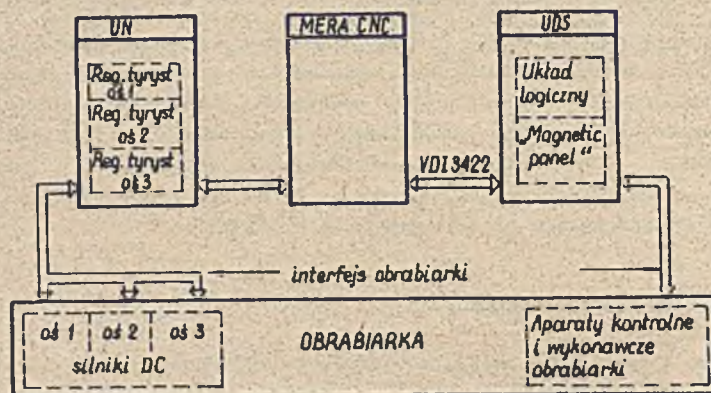 UN
MERA CNC
UDS
Reg. tyryst
oś 1
Reg. tyryst
oś 2
Reg. tyryst
oś 3
Układ
logiczny
„Magnetic
panel“
VDI 3422
interfejs obrabiarki
oś 1 oś 2 oś 3
silniki DC
OBRABIARKA
Aparaty kontrolne
i wykonawcze
obrabiarki